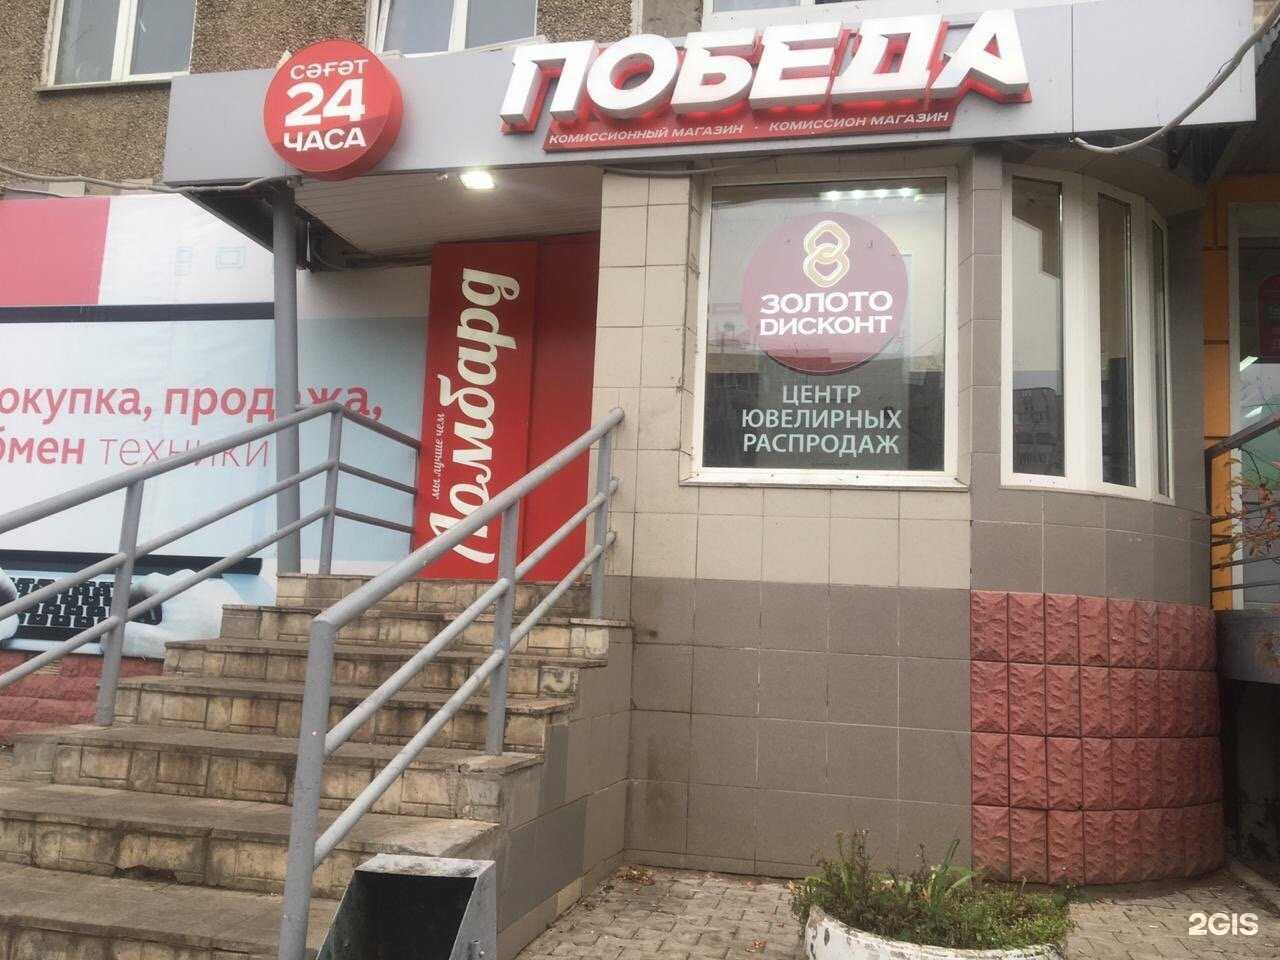 СӘҒӘТ
24
ЧАСА
ПОБЕДА
КОМИССИОННЫЙ МАГАЗИН · КОМИССИОН МАГАЗИН
ЗОЛОТО
DИСКОНТ
ЦЕНТР
ЮВЕЛИРНЫХ
РАСПРОДАЖ
мы лучше чем
Ломбард
окупка, продажа,
бмен техники
2GIS